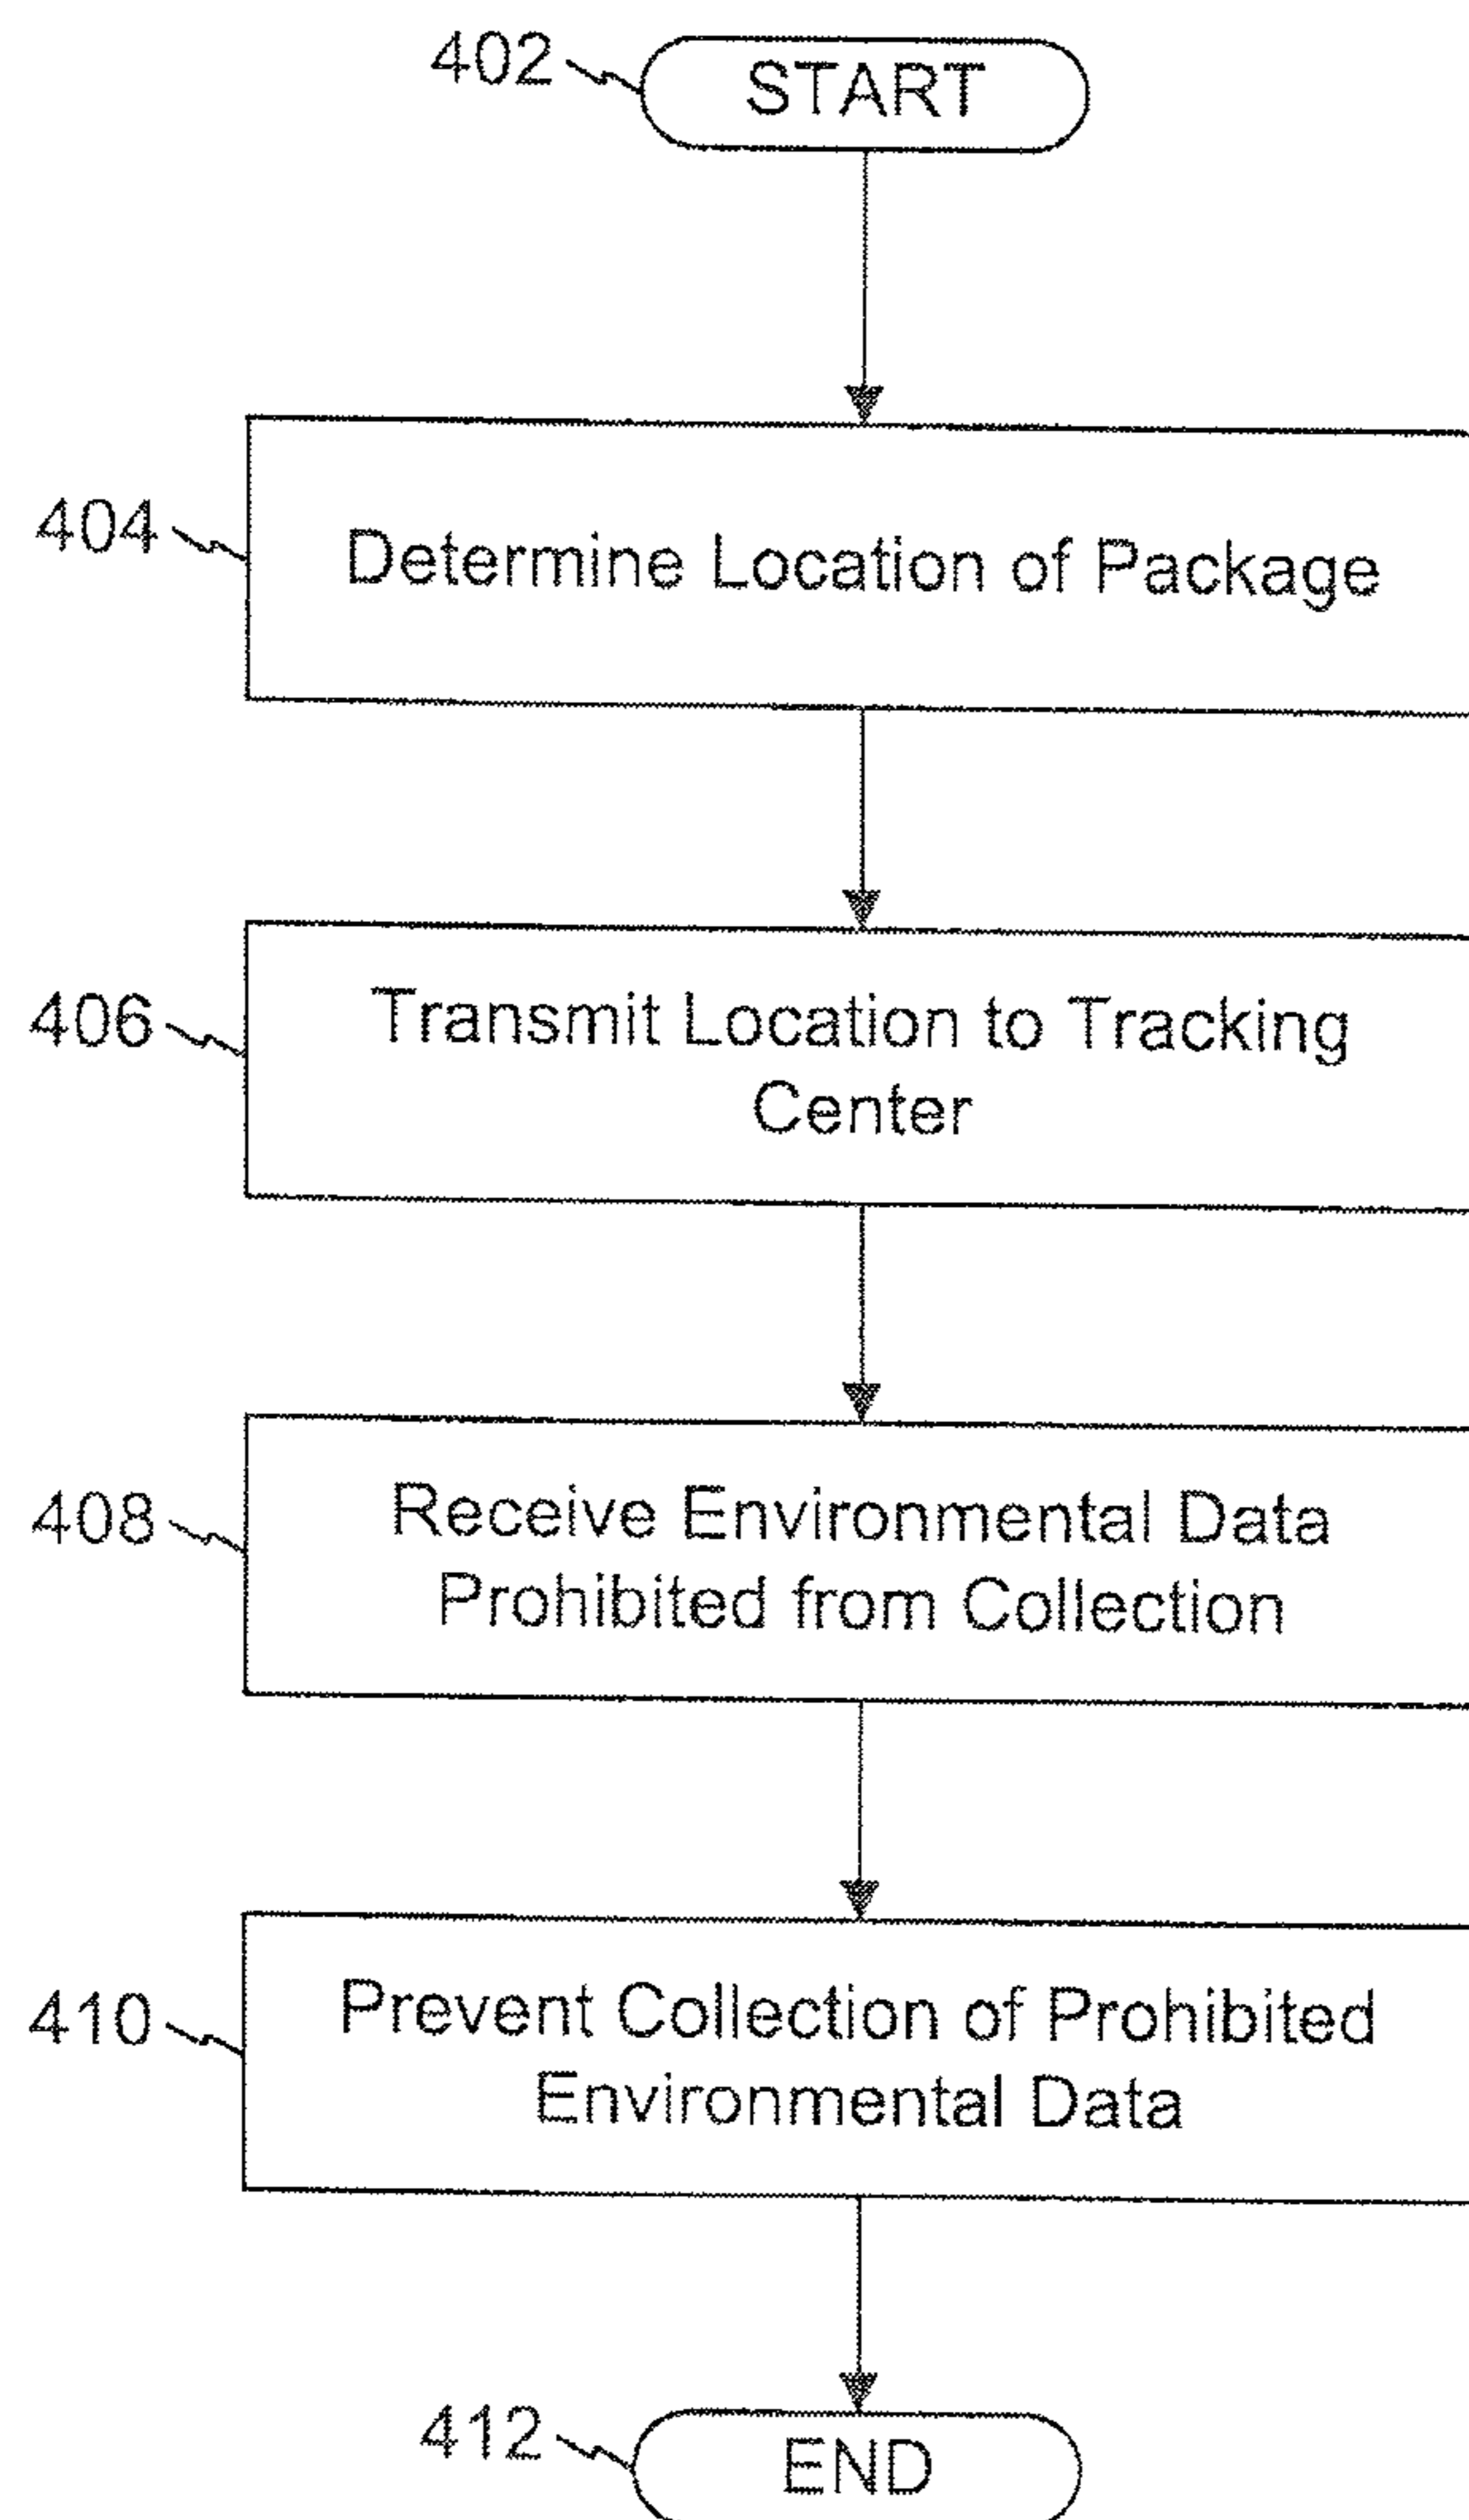 402
START
404
Determine Location of Package
406
Transmit Location to Tracking
Center
408
Receive Environmental Data
Prohibited from Collection
410
Prevent Collection of Prohibited
Environmental Data
412
END